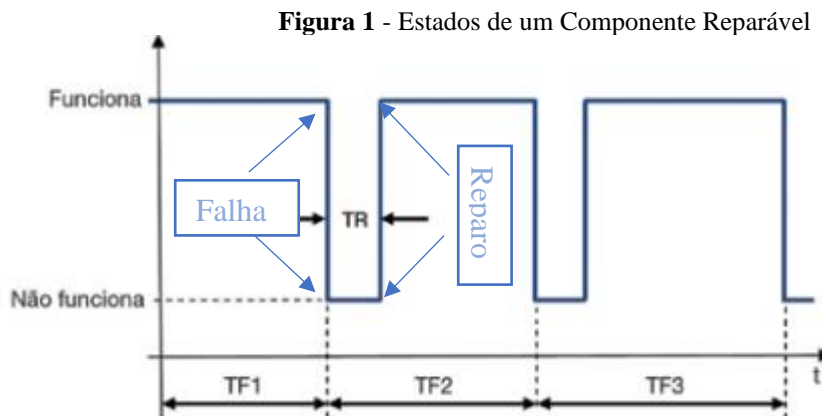 Figura 1 - Estados de um Componente Reparável
Funciona
Falha
TR
Reparo
Não funciona
t
TF1
TF2
TF3